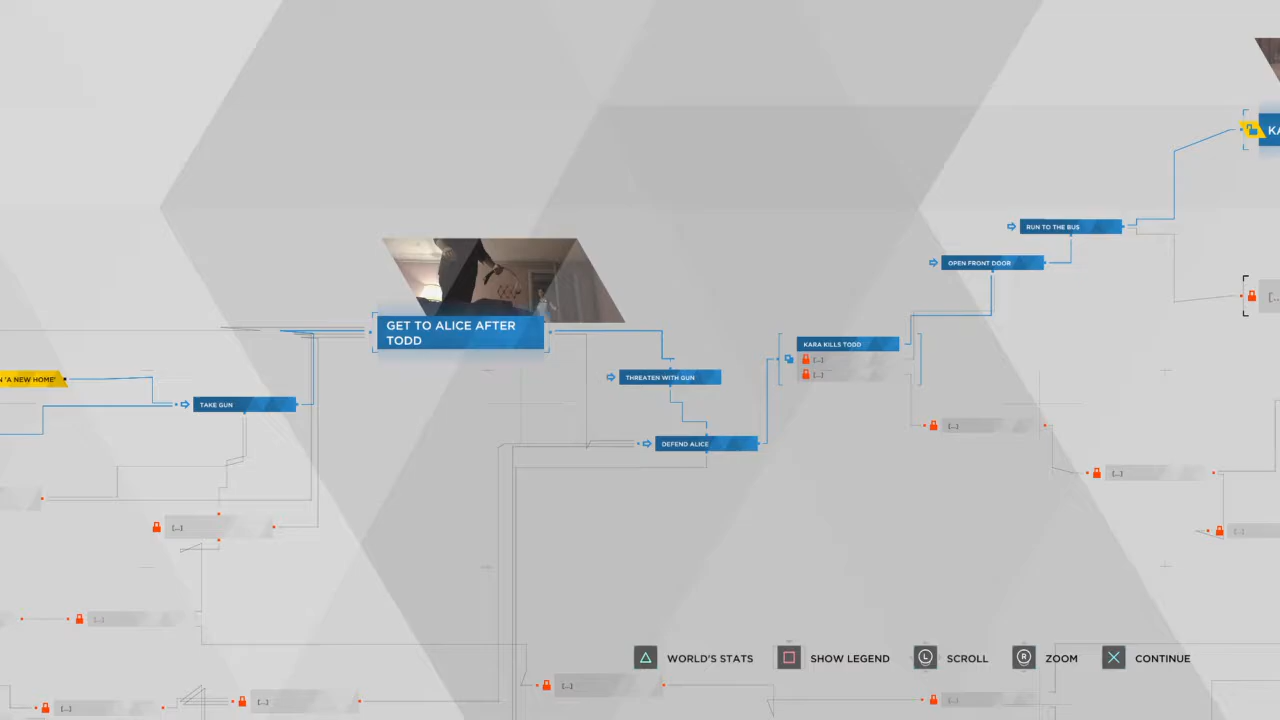 KA
RUN TO THE BUS
OPEN FRONT DOOR
[...]
GET TO ALICE AFTER
TODD
KARA KILLS TODD
[...]
[...]
N 'A NEW HOME'
THREATEN WITH GUN
TAKE GUN
[...]
DEFEND ALICE
[...]
[...]
[...]
[...]
WORLD'S STATS
SHOW LEGEND
L
SCROLL
R
ZOOM
CONTINUE
[...]
[...]
[...]